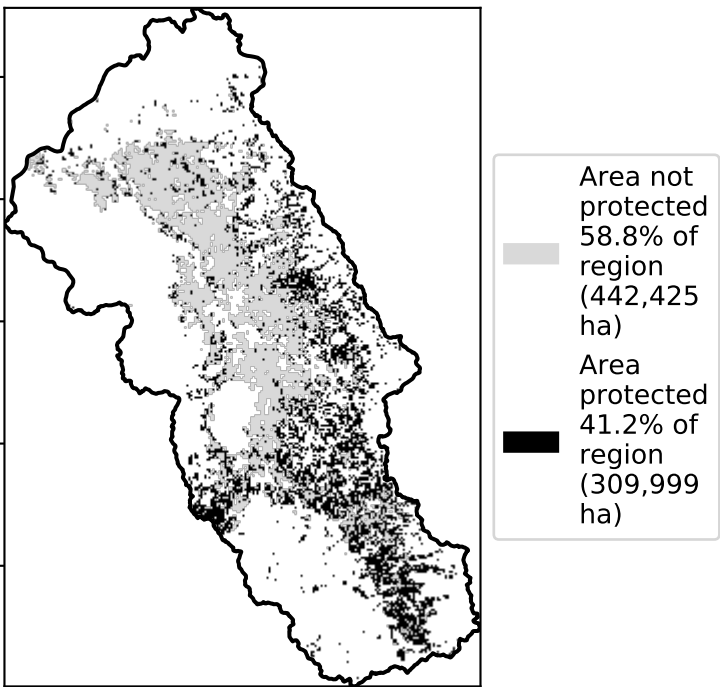 Area not
protected
58.8% of
region
(442,425
ha)
Area
protected
41.2% of
region
(309,999
ha)